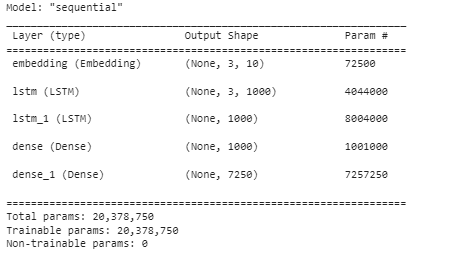 Model: "sequential"
Layer (type) Output Shape Param #
embedding (Embedding) (None, 3, 10) 72500
lstm (LSTM) (None, 3, 1000) 4044000
lstm_1 (LSTM) (None, 1000) 8004000
dense (Dense) (None, 1000) 1001000
dense_1 (Dense) (None, 7250) 7257250
Total params: 20,378,750
Trainable params: 20,378,750
Non-trainable params: 0